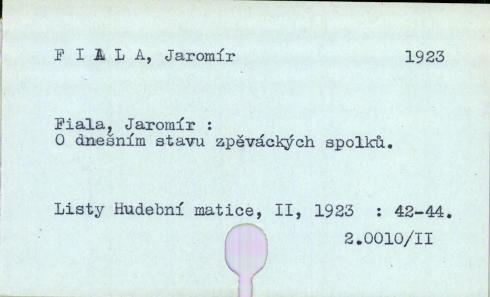 F I A L A, Jaromír 1923
Fiala, Jaromír :
O dnešním stavu zpěváckých spolků.
Listy Hudební matice, II, 1923 : 42-44.
2.0010/II